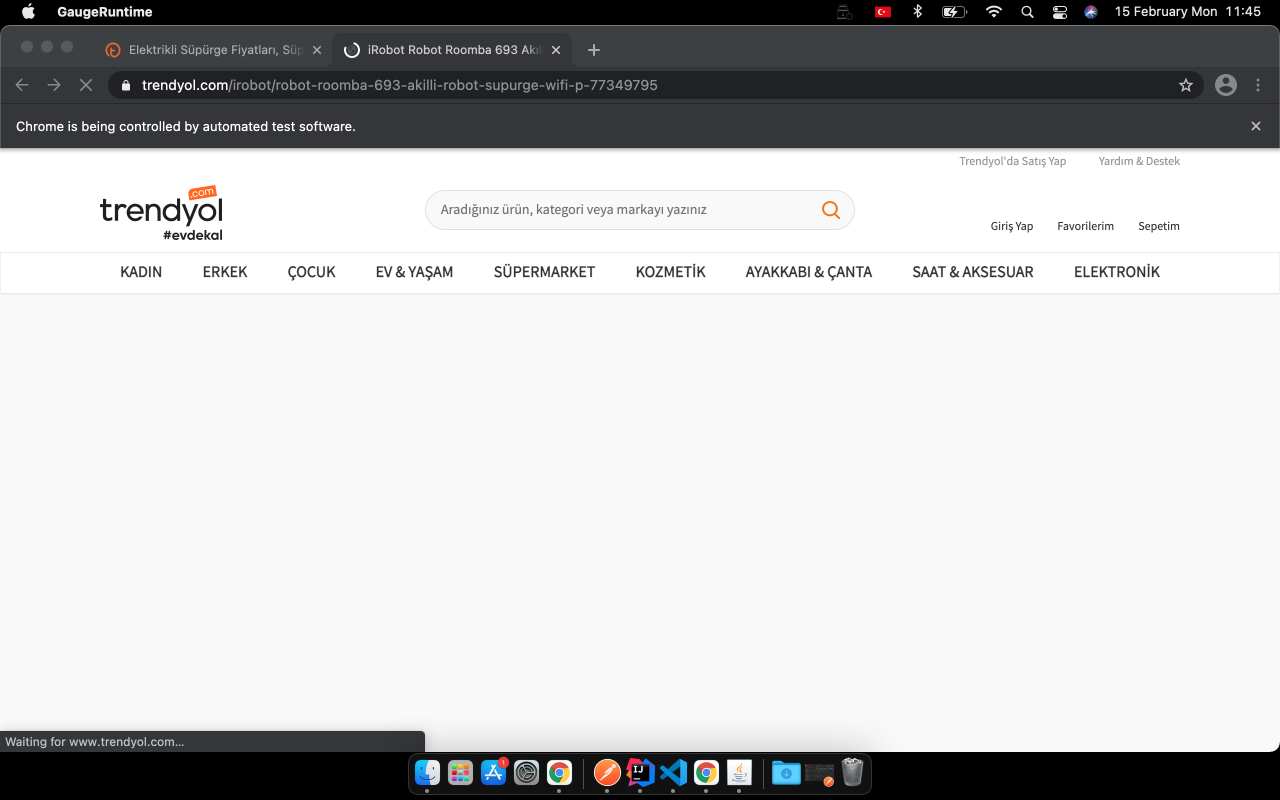 GaugeRuntime
15 February Mon 11:45
Elektrikli Süpürge Fiyatları, Süp
iRobot Robot Roomba 693 Akıl
trendyol.com/irobot/robot-roomba-693-akilli-robot-supurge-wifi-p-77349795
Chrome is being controlled by automated test software.
Trendyol'da Satış Yap
Yardım & Destek
.com
trendyol
#evdekal
Aradığınız ürün, kategori veya markayı yazınız
Giriş Yap
Favorilerim
Sepetim
KADIN
ERKEK
ÇOCUK
EV & YAŞAM
SÜPERMARKET
KOZMETİK
AYAKKABI & ÇANTA
SAAT & AKSESUAR
ELEKTRONİK
Waiting for www.trendyol.com...
1
IJ